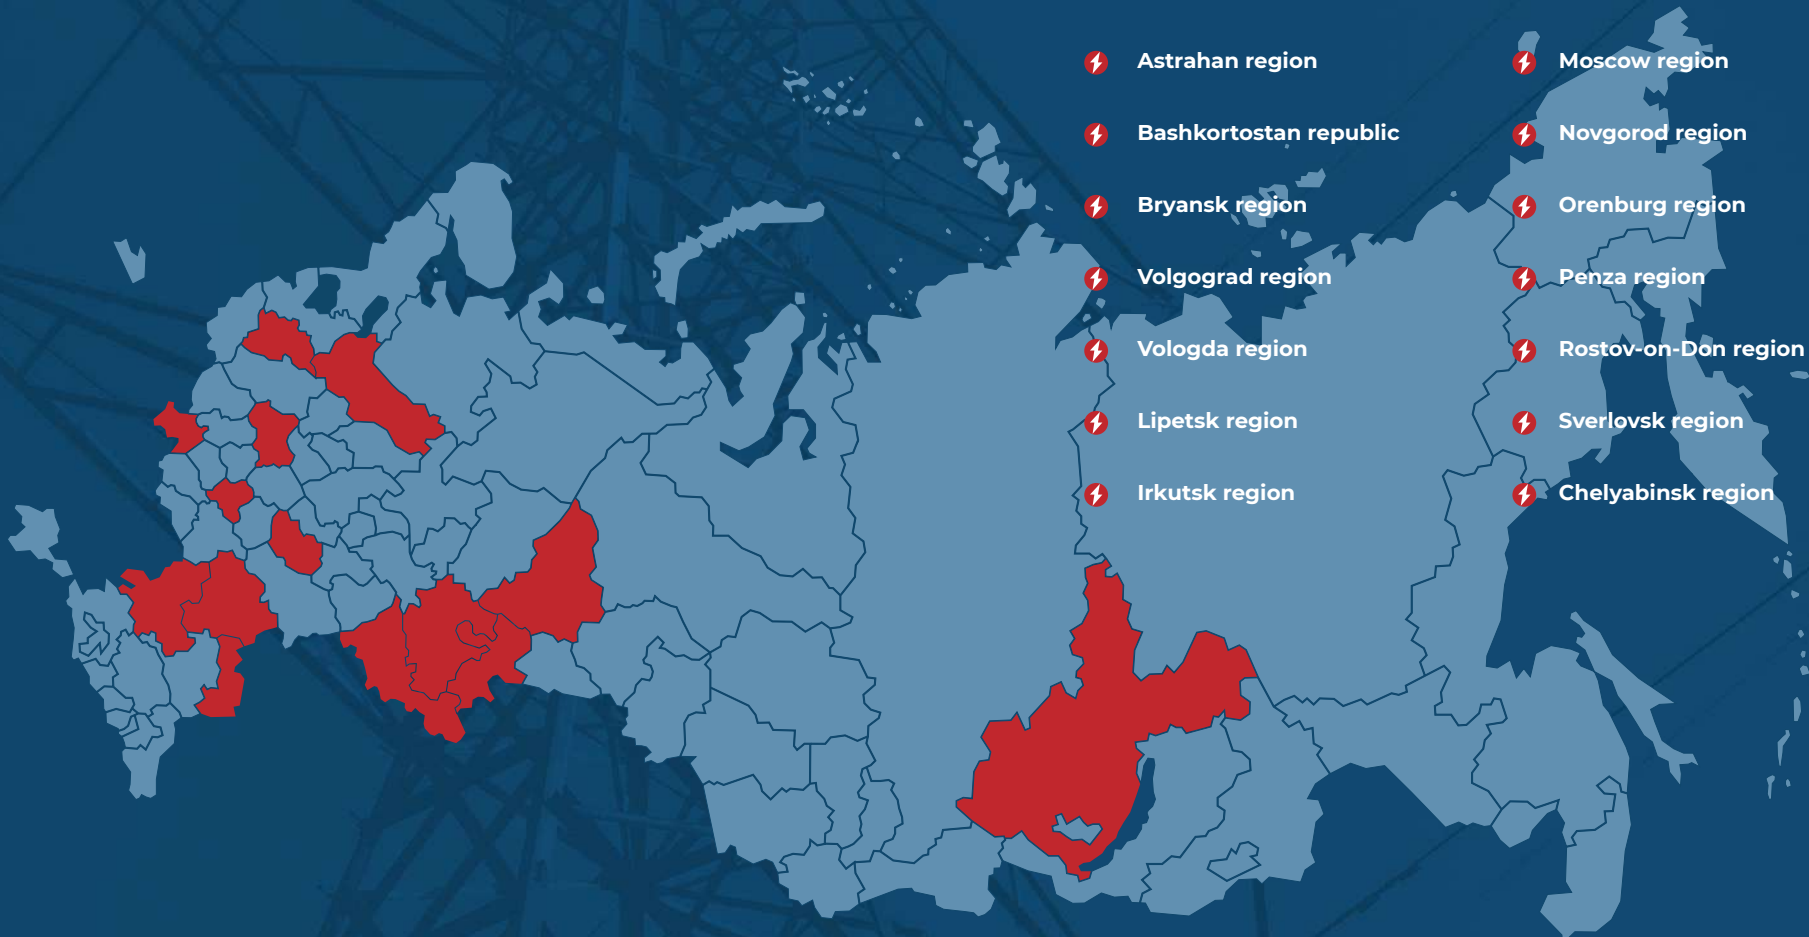 Astrahan region
Bashkortostan republic
Bryansk region
Volgograd region
Vologda region
Lipetsk region
Irkutsk region
Moscow region
Novgorod region
Orenburg region
Penza region
Rostov-on-Don region
Sverlovsk region
Chelyabinsk region